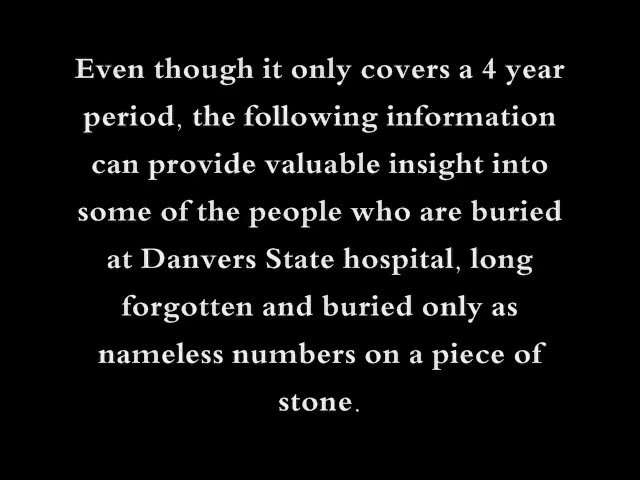 Even though it only covers a 4 year
period, the following information
can provide valuable insight into
some of the people who are buried
at Danvers State hospital, long
forgotten and buried only as
nameless numbers on a piece of
stone.